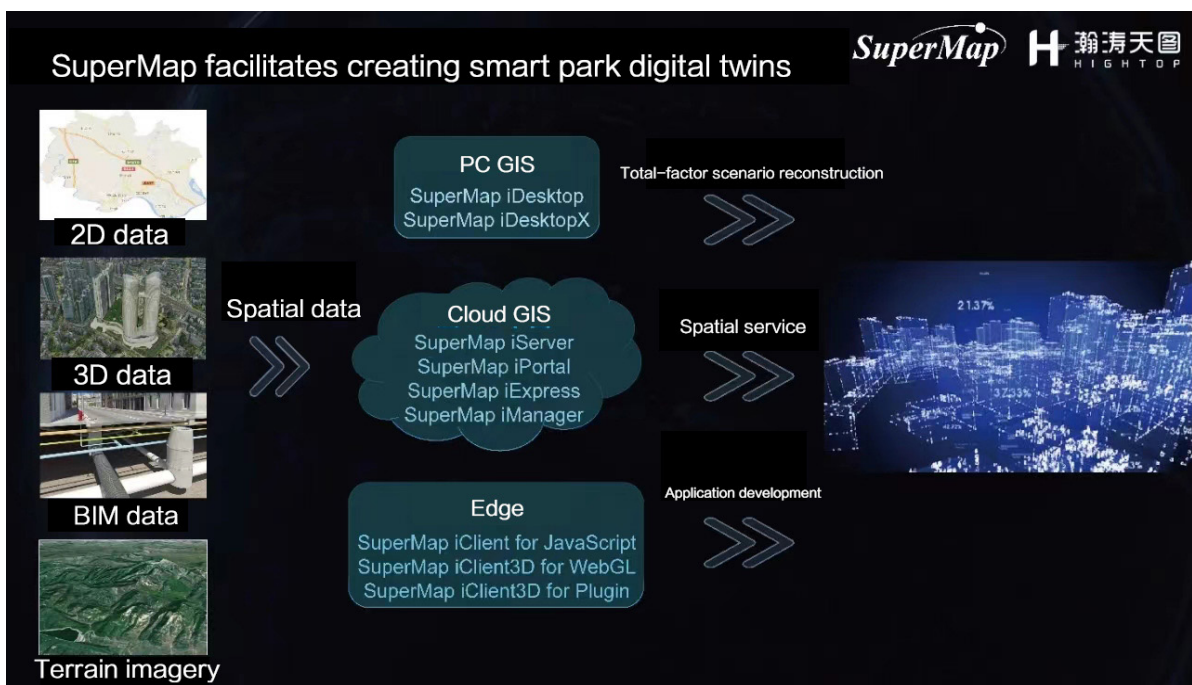 SuperMap facilitates creating smart park digital twins
SuperMap
瀚涛天图
HIGHTOP
2D data
3D data
BIM data
Terrain imagery
Spatial data
PC GIS
SuperMap iDesktop
SuperMap iDesktopX
Cloud GIS
SuperMap iServer
SuperMap iPortal
SuperMap iExpress
SuperMap iManager
Edge
SuperMap iClient for JavaScript
SuperMap iClient3D for WebGL
SuperMap iClient3D for Plugin
Total-factor scenario reconstruction
Spatial service
Application development
21.37%
37.33%